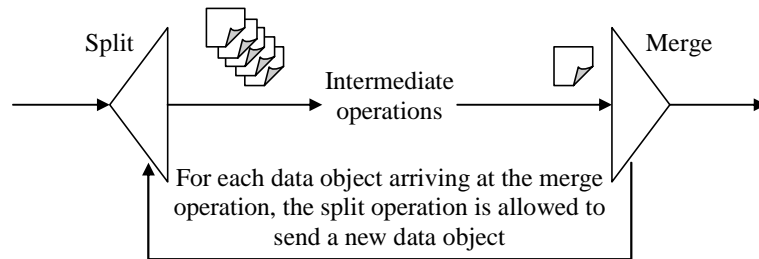 Split
Merge
Intermediate
operations
For each data object arriving at the merge
operation, the split operation is allowed to
send a new data object